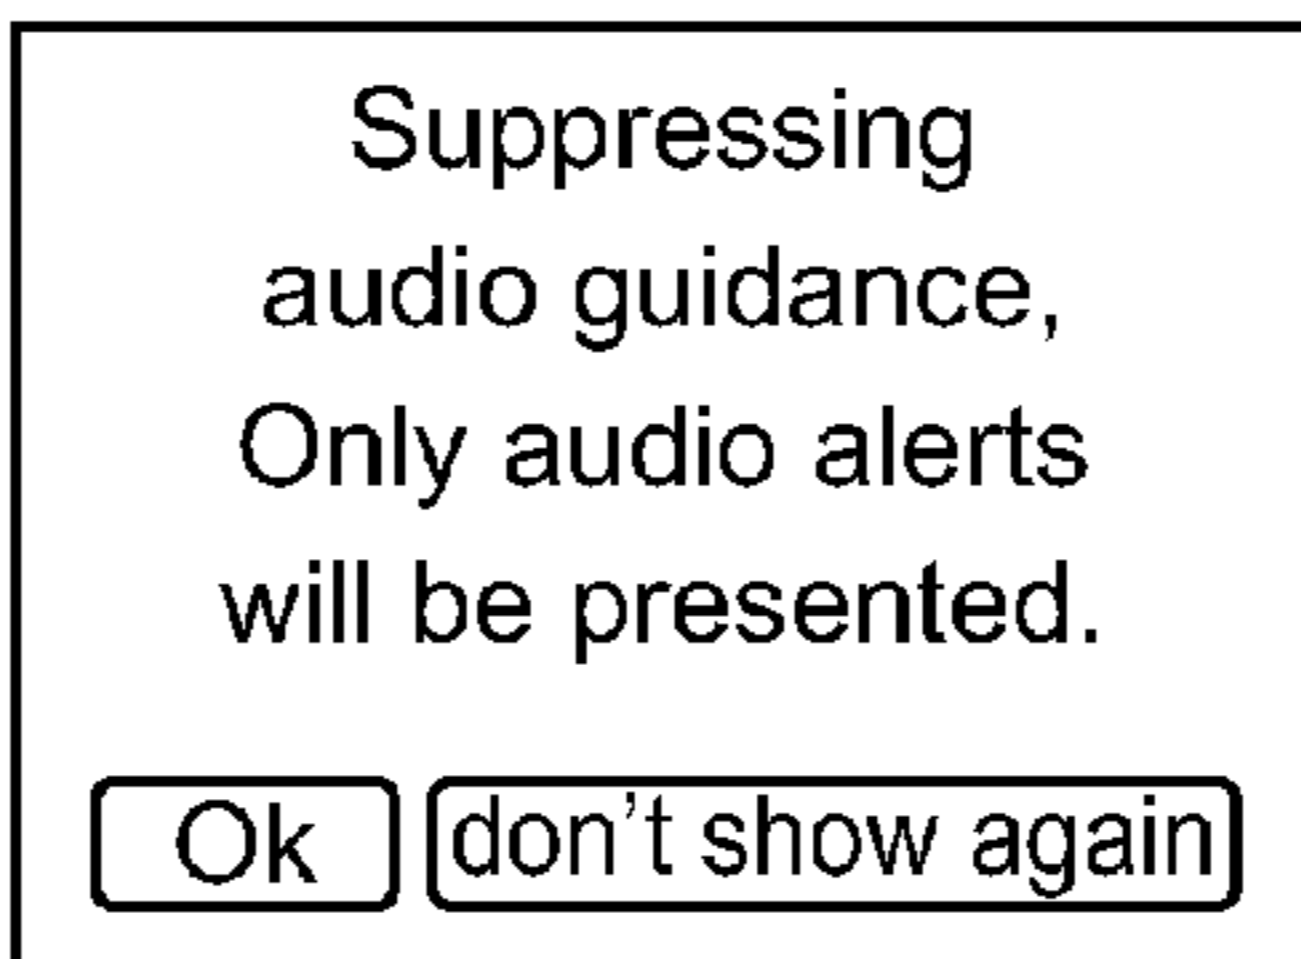 Suppressing
audio guidance,
Only audio alerts
will be presented.
Ok don't show again